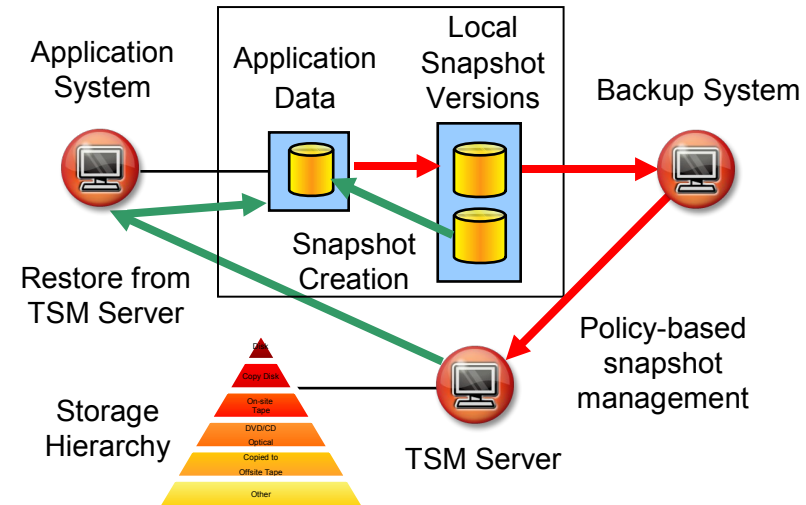 Application
System
Application
Data
Local
Snapshot
Versions
Backup System
Snapshot
Creation
Restore from
TSM Server
Policy-based
snapshot
management
Storage
Hierarchy
TSM Server
Disk
Copy Disk
On-site
Tape
DVD/CD
Optical
Copied to
Offsite Tape
Other